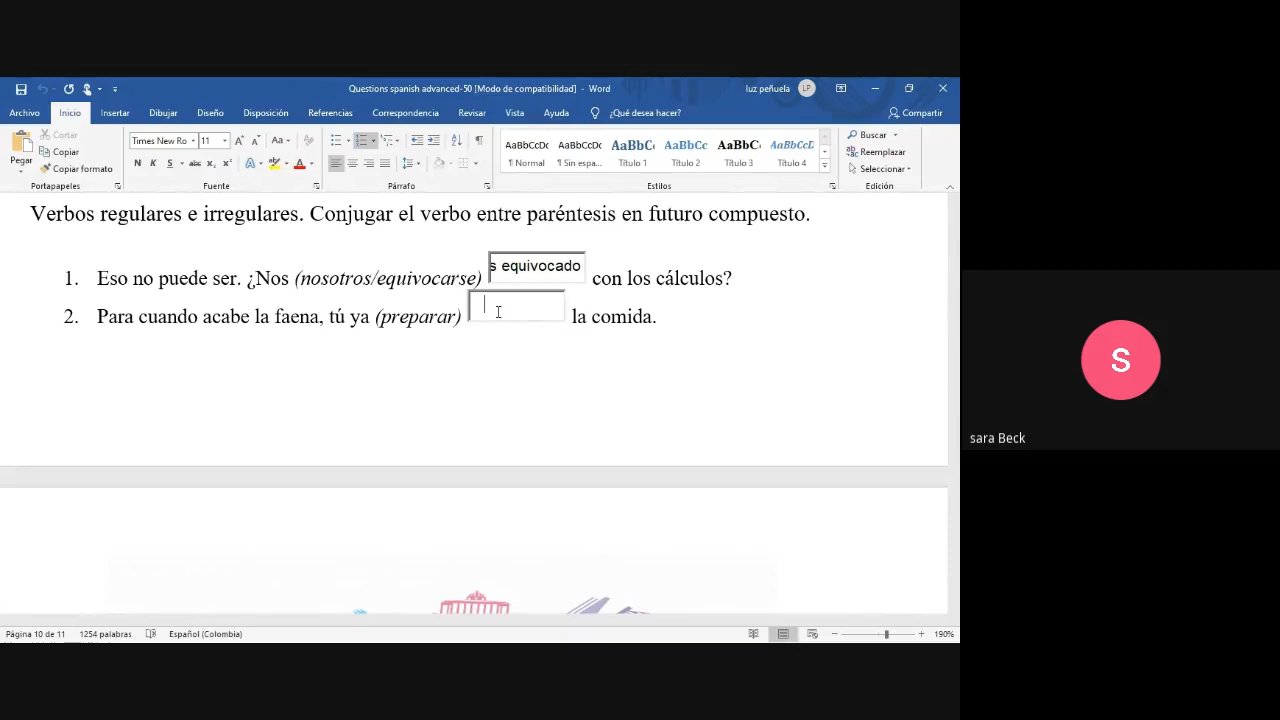 Questions spanish advanced-50 [Modo de compatibilidad] - Word
luz peñuela
LP
Archivo Inicio Insertar Dibujar Diseño Disposición Referencias Correspondencia Revisar Vista Ayuda ¿Qué desea hacer? Compartir
Pegar
Cortar
Copiar
Copiar formato
Portapapeles
Times New Ro 11
Fuente
Párrafo
AaBbCcDc AaBbCcDc AaBbC AaBbCc AaBbC AaBbCcD
¶ Normal ¶ Sin espa... Título 1 Título 2 Título 3 Título 4
Estilos
Buscar
Reemplazar
Seleccionar
Edición
Verbos regulares e irregulares. Conjugar el verbo entre paréntesis en futuro compuesto.
1. Eso no puede ser. ¿Nos (nosotros/equivocarse) s equivocado con los cálculos?
2. Para cuando acabe la faena, tú ya (preparar) la comida.
Página 10 de 11 1254 palabras Español (Colombia) 190%
S
sara Beck